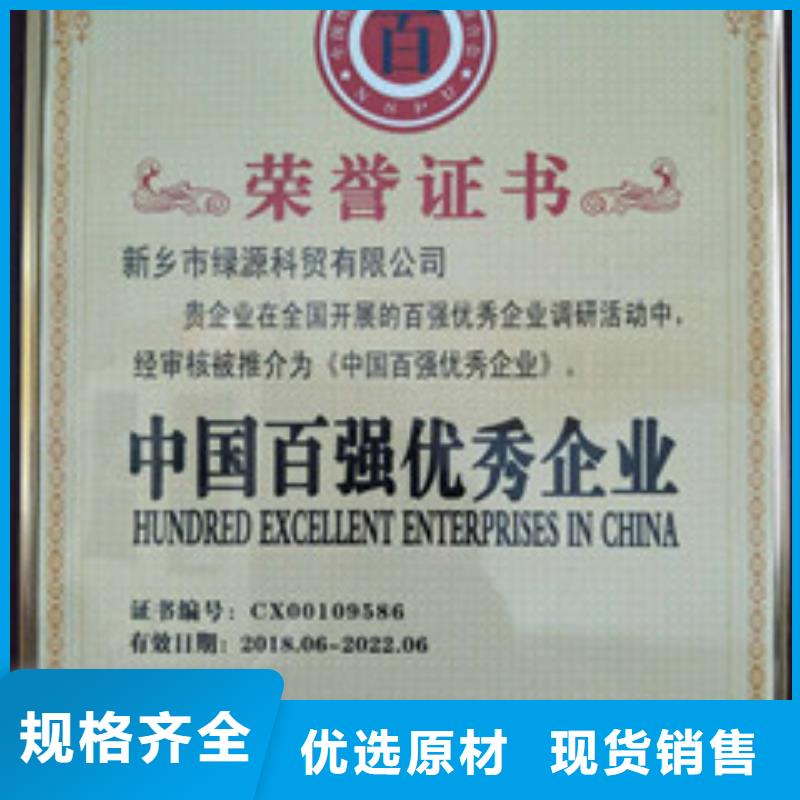 百
NSPU
荣誉证书
新乡市绿源科贸有限公司
贵企业在全国开展的百强优秀企业调研活动中,
经审核被推介为《中国百强优秀企业》。
中国百强优秀企业
HUNDRED EXCELLENT ENTERPRISES IN CHINA
证书编号: CX00109586
有效日期: 2018.06-2022.06
规格齐全
优选原材 现货销售